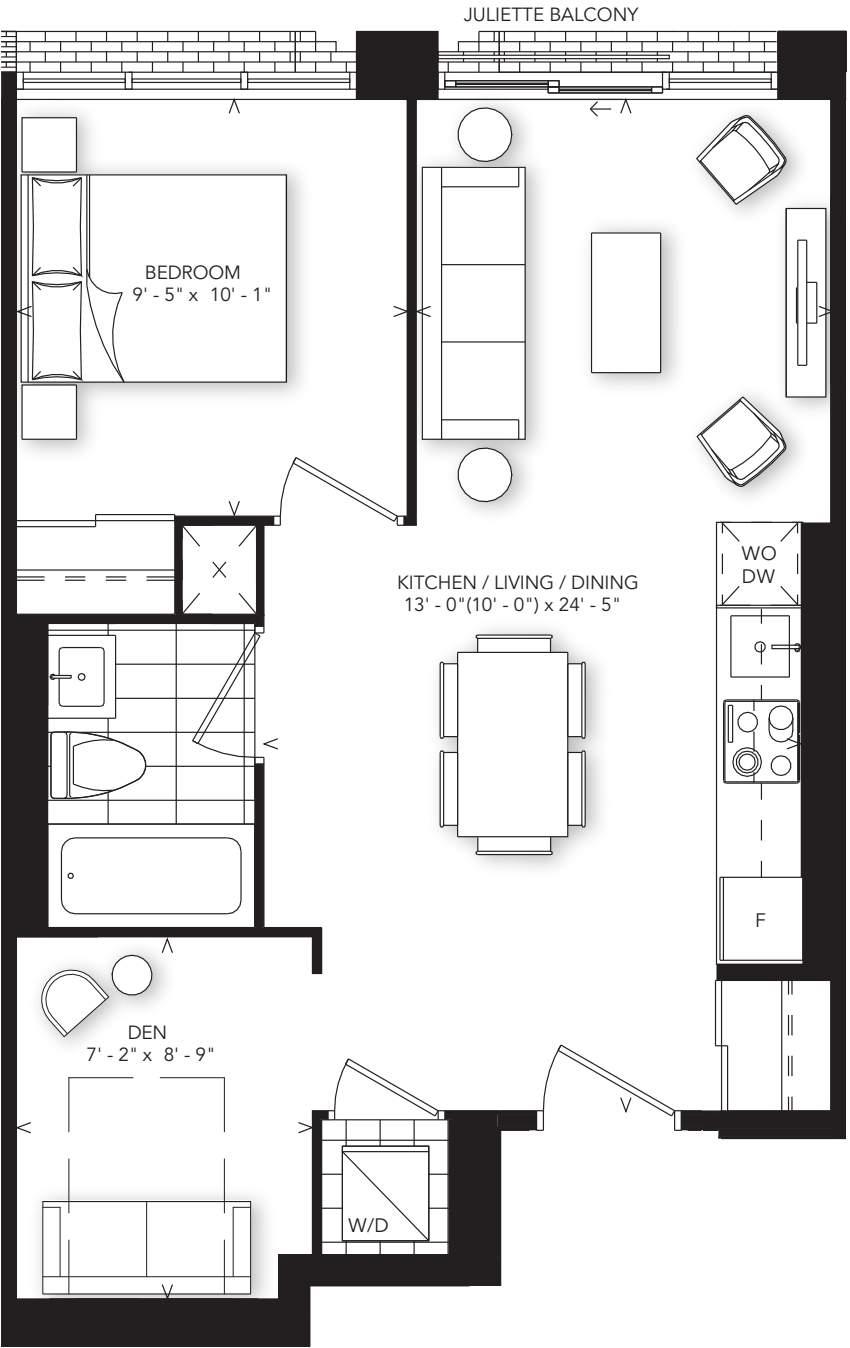 JULIETTE BALCONY
BEDROOM
9' - 5" x 10' - 1"
WO
DW
KITCHEN / LIVING / DINING
13' - 0"(10' - 0") x 24' - 5"
F
DEN
7' - 2" x 8' - 9"
W/D